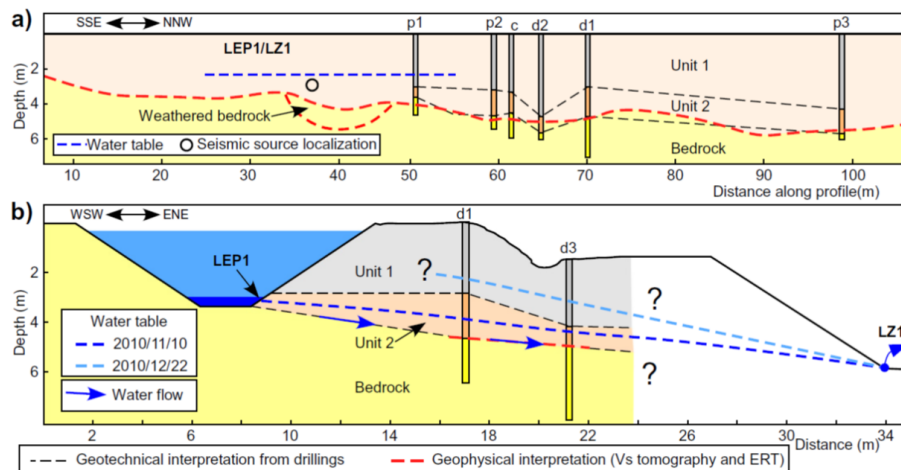 a)
SSE NNW
p1 p2 c d2 d1 p3
LEP1/LZ1
Unit 1
Unit 2
Weathered bedrock
Bedrock
Water table Seismic source localization
Depth (m)
2
4
6
10 20 30 40 50 60 70 80 90 100
Distance along profile(m)
b)
WSW ENE
d1
d3
LEP1
Unit 1
?
?
?
Unit 2
Bedrock
LZ1
Water table
2010/11/10
2010/12/22
Water flow
Depth (m)
2
4
6
2 6 10 14 18 22 26 30 34
Distance (m)
Geotechnical interpretation from drillings Geophysical interpretation (Vs tomography and ERT)